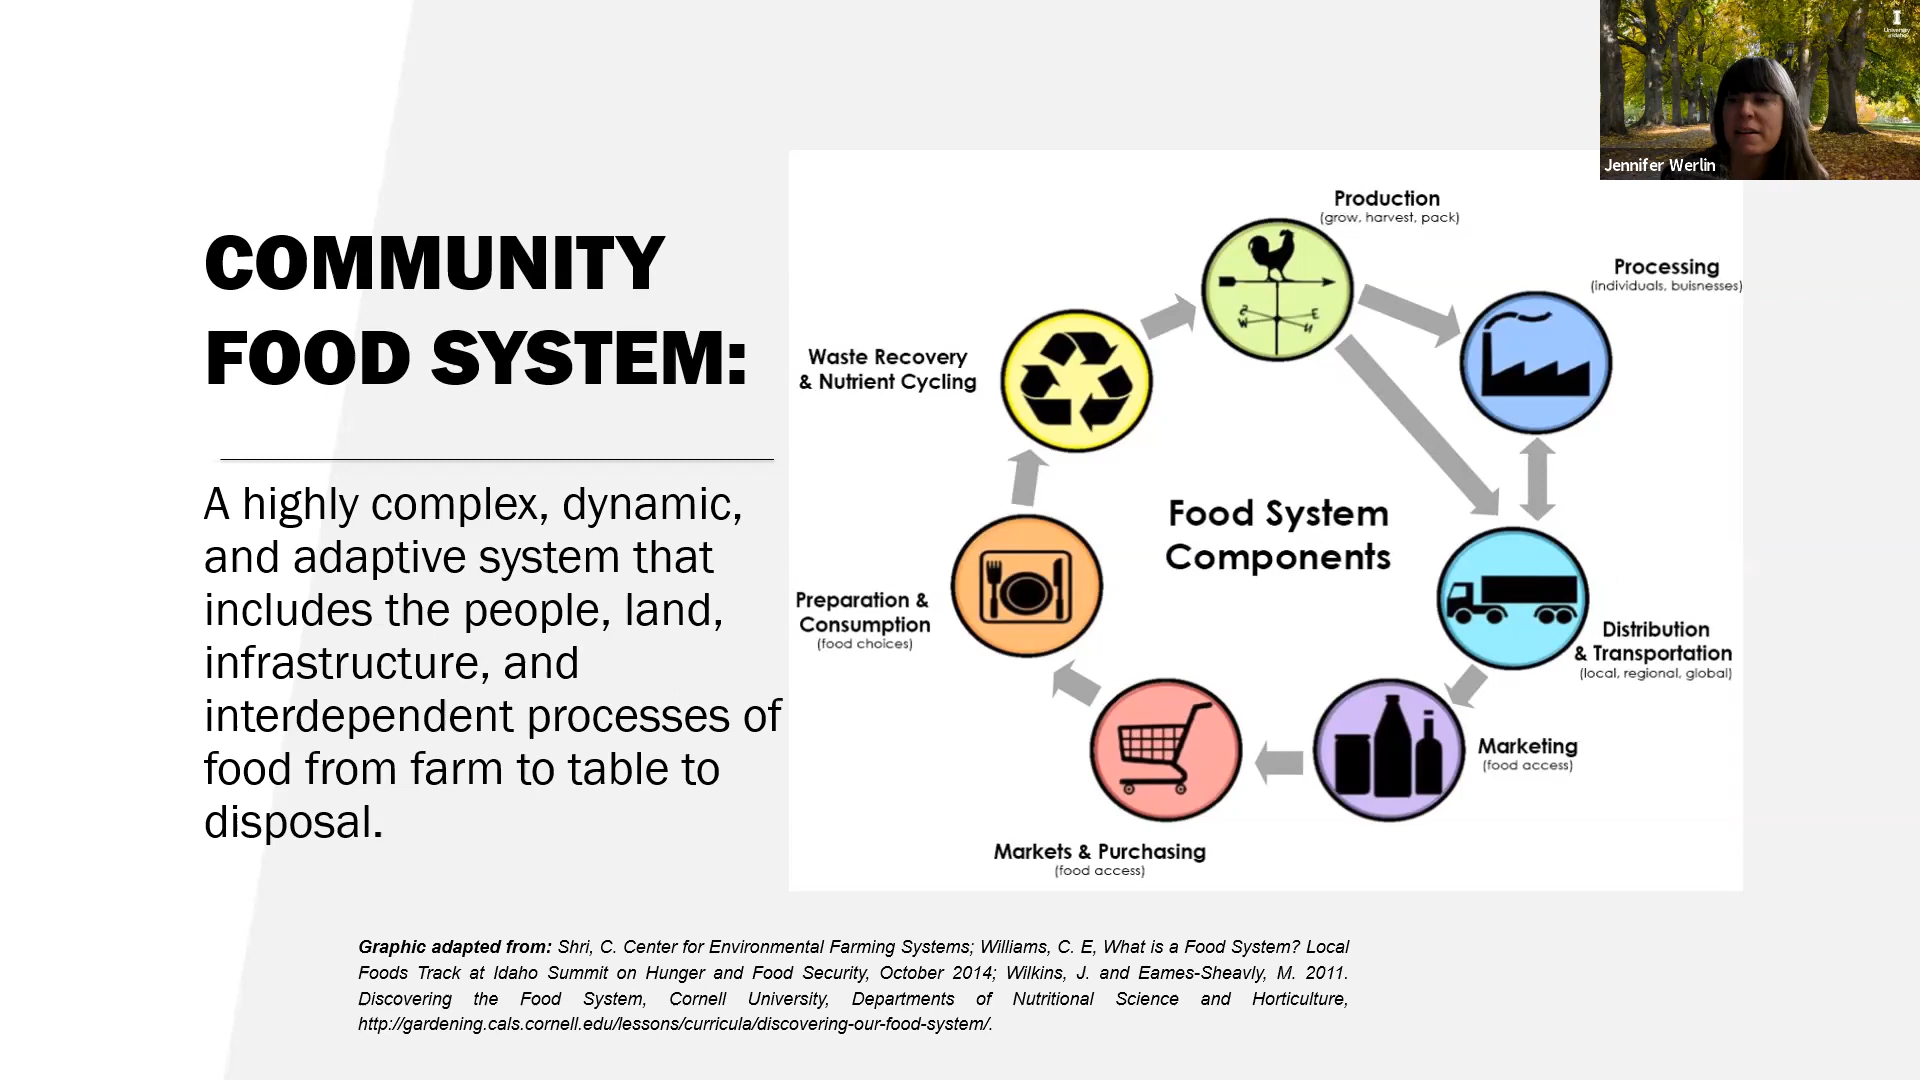 University
of Idaho
Jennifer Werlin
COMMUNITY
FOOD SYSTEM:
A highly complex, dynamic,
and adaptive system that
includes the people, land,
infrastructure, and
interdependent processes of
food from farm to table to
disposal.
Production
(grow, harvest, pack)
Processing
(individuals, buisnesses)
Waste Recovery
& Nutrient Cycling
Food System
Components
Preparation &
Consumption
(food choices)
Distribution
& Transportation
(local, regional, global)
Marketing
(food access)
Markets & Purchasing
(food access)
Graphic adapted from: Shri, C. Center for Environmental Farming Systems; Williams, C. E, What is a Food System? Local
Foods Track at Idaho Summit on Hunger and Food Security, October 2014; Wilkins, J. and Eames-Sheavly, M. 2011.
Discovering the Food System, Cornell University, Departments of Nutritional Science and Horticulture,
http://gardening.cals.cornell.edu/lessons/curricula/discovering-our-food-system/.